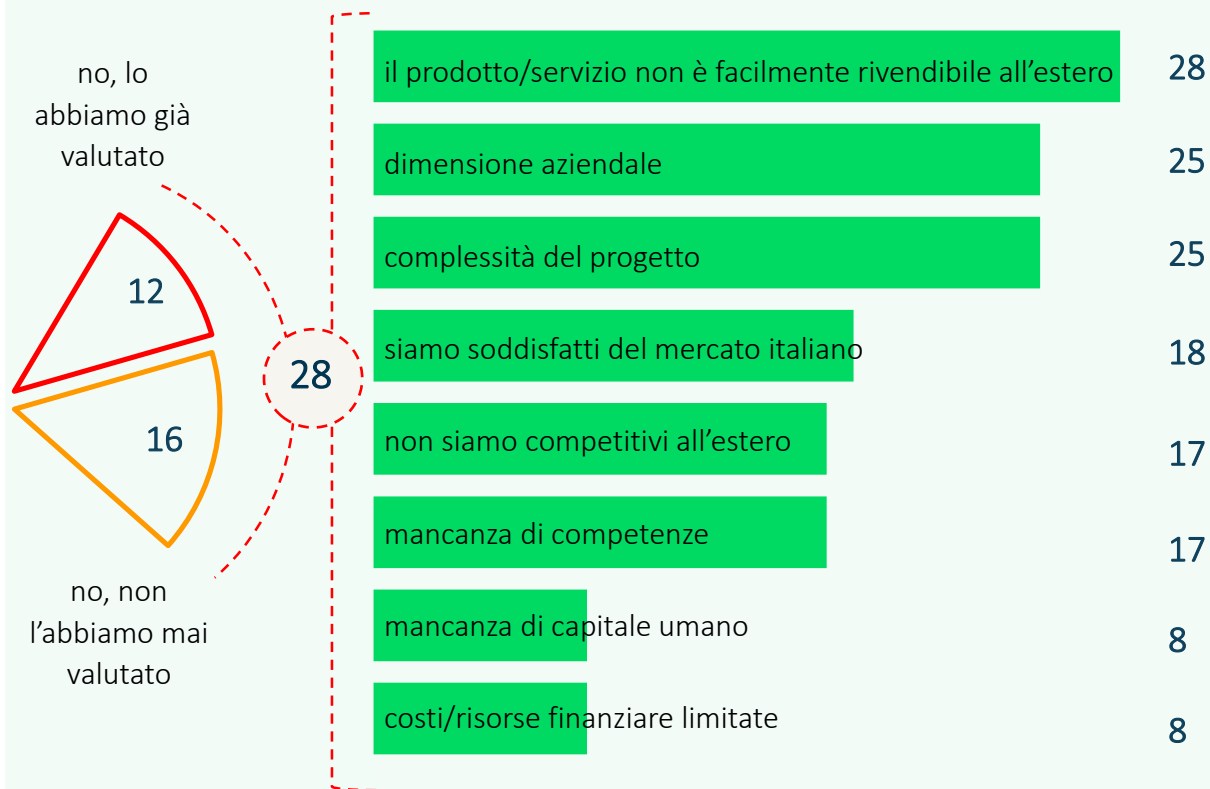 no, lo
abbiamo già
valutato
12
16
28
no, non
l'abbiamo mai
valutato
il prodotto/servizio non è facilmente rivendibile all'estero 28
dimensione aziendale 25
complessità del progetto 25
siamo soddisfatti del mercato italiano 18
non siamo competitivi all'estero 17
mancanza di competenze 17
mancanza di capitale umano 8
costi/risorse finanziare limitate 8